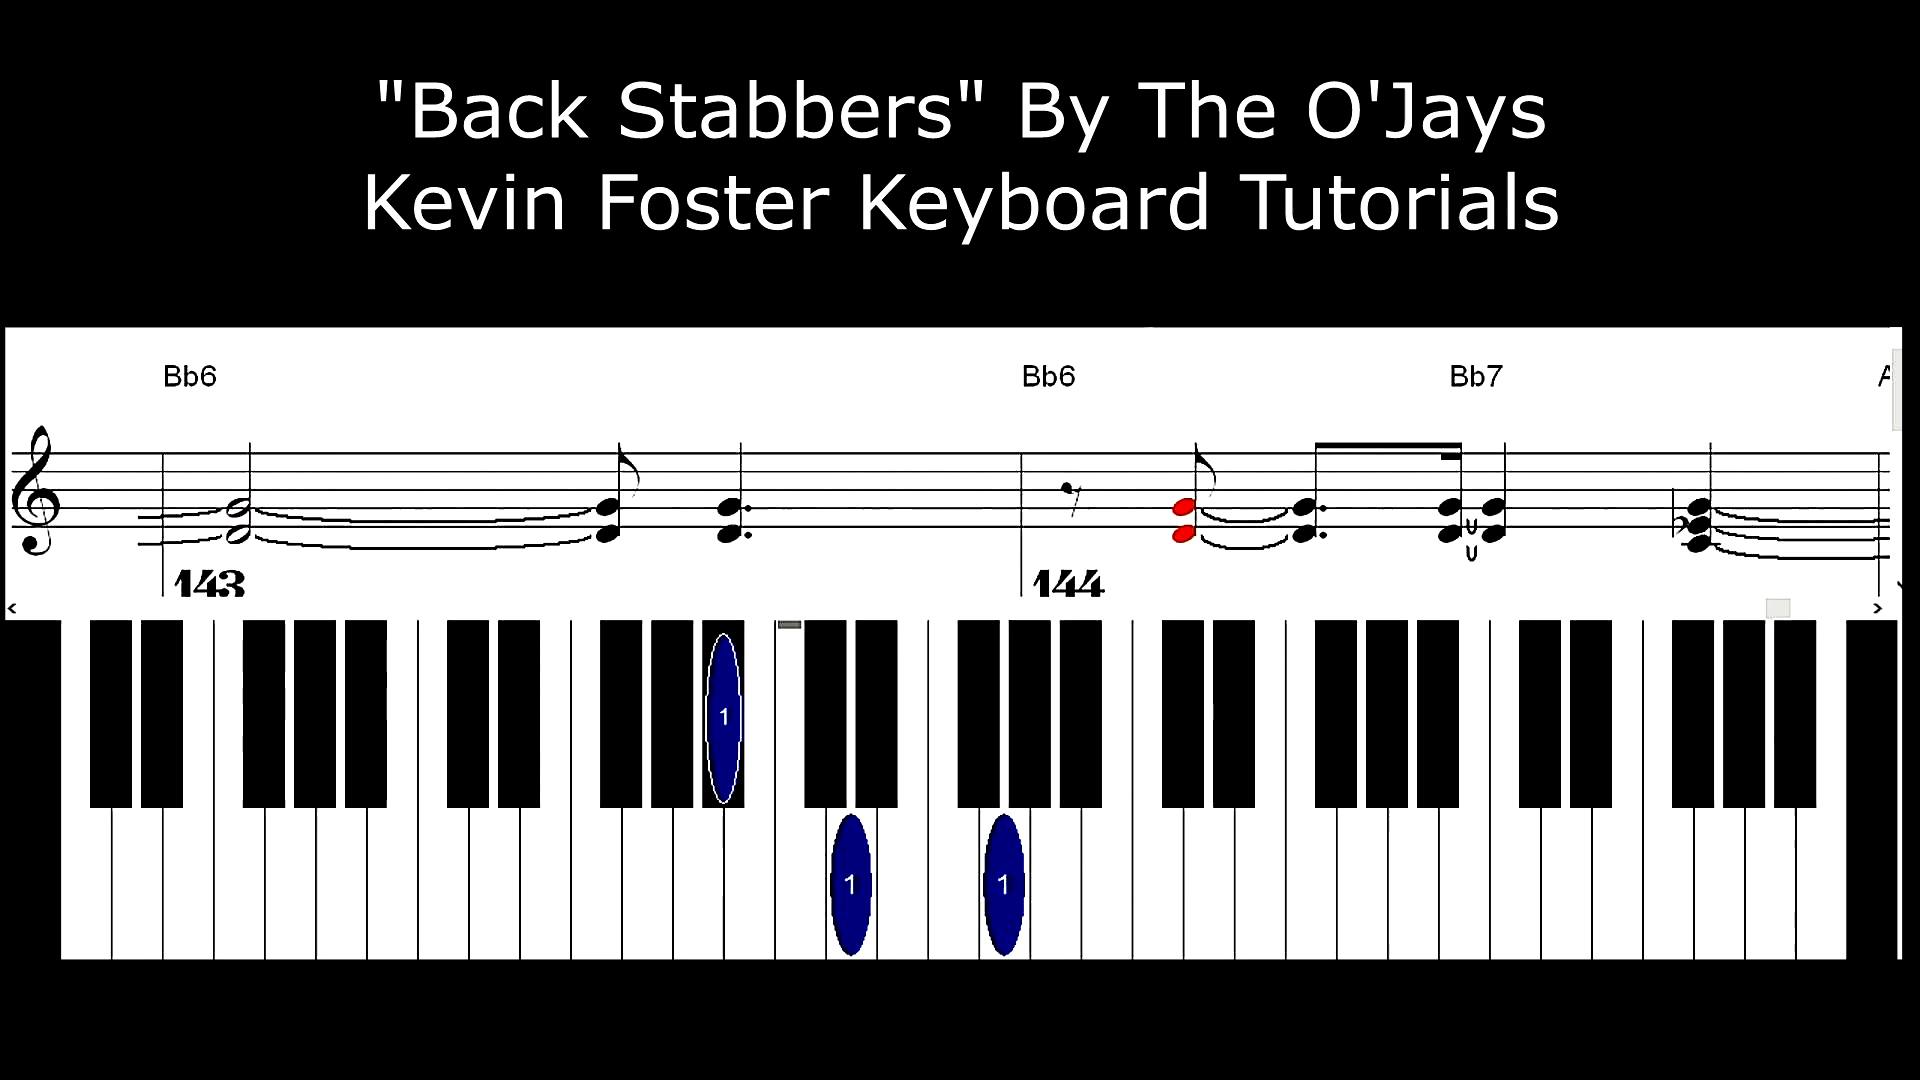 "Back Stabbers" By The O'Jays
Kevin Foster Keyboard Tutorials
Bb6 Bb6 Bb7
143 144
1
1 1